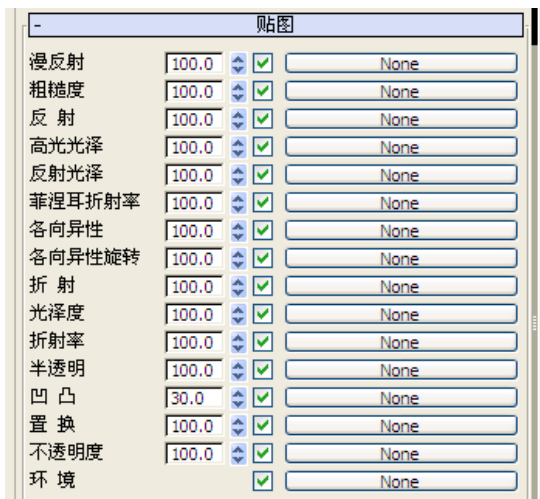 - 贴图
漫反射 100.0 None
粗糙度 100.0 None
反 射 100.0 None
高光光泽 100.0 None
反射光泽 100.0 None
菲涅耳折射率 100.0 None
各向异性 100.0 None
各向异性旋转 100.0 None
折 射 100.0 None
光泽度 100.0 None
折射率 100.0 None
半透明 100.0 None
凹 凸 30.0 None
置 换 100.0 None
不透明度 100.0 None
环 境 None